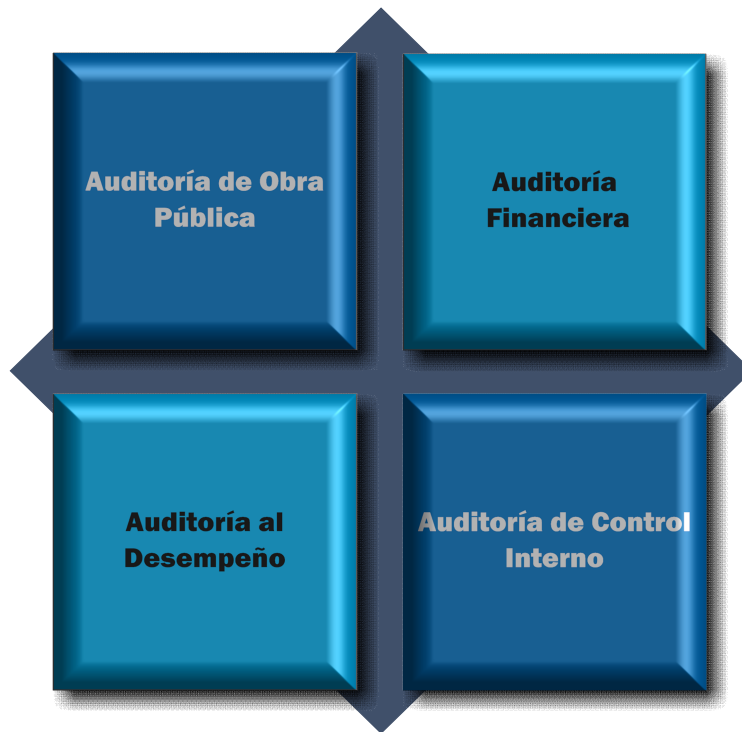 Auditoría de Obra
Pública
Auditoría
Financiera
Auditoría al
Desempeño
Auditoría de Control
Interno